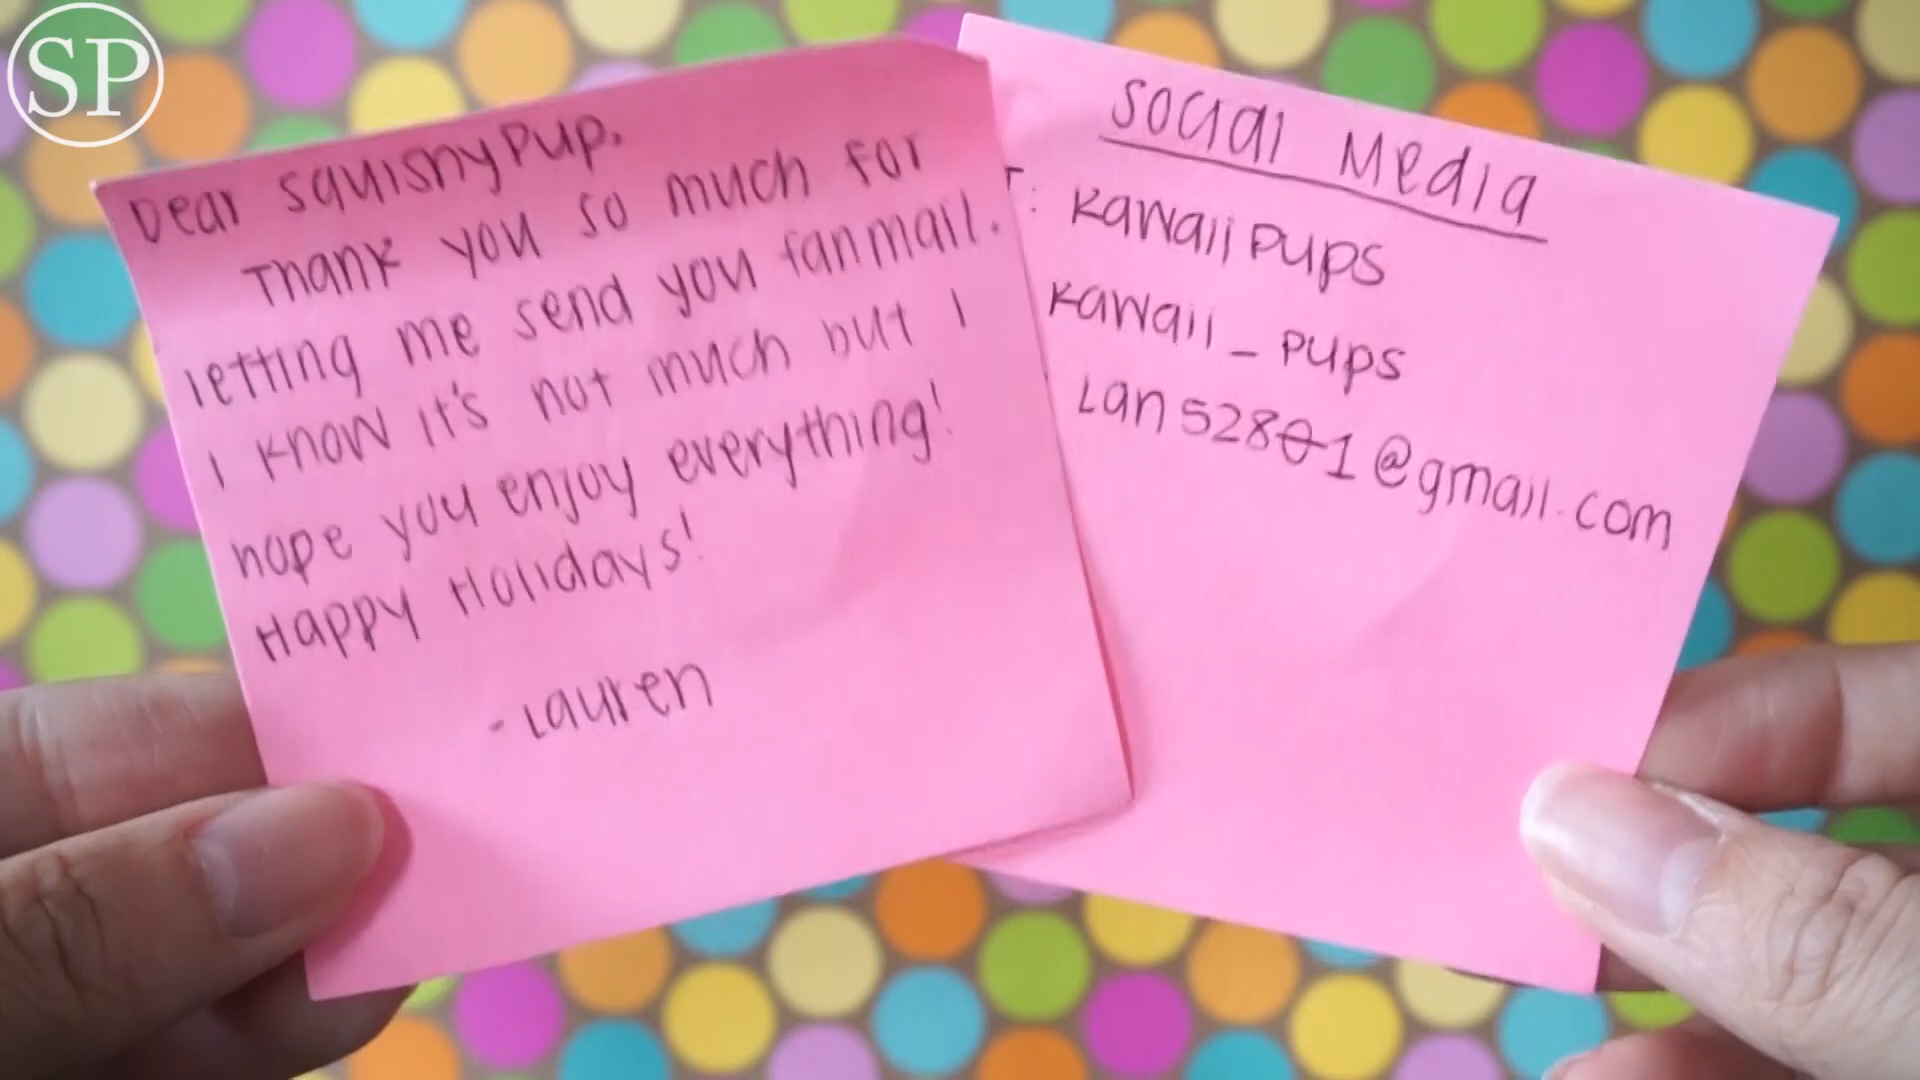 SP
Dear squishypup,
Thank you so much for
letting me send you fanmail.
I know it's not much but I
hope you enjoy everything!
Happy Holidays!
- Lauren
Social Media
T: Kawaiipups
Kawaii_pups
Lan52801@gmail.com